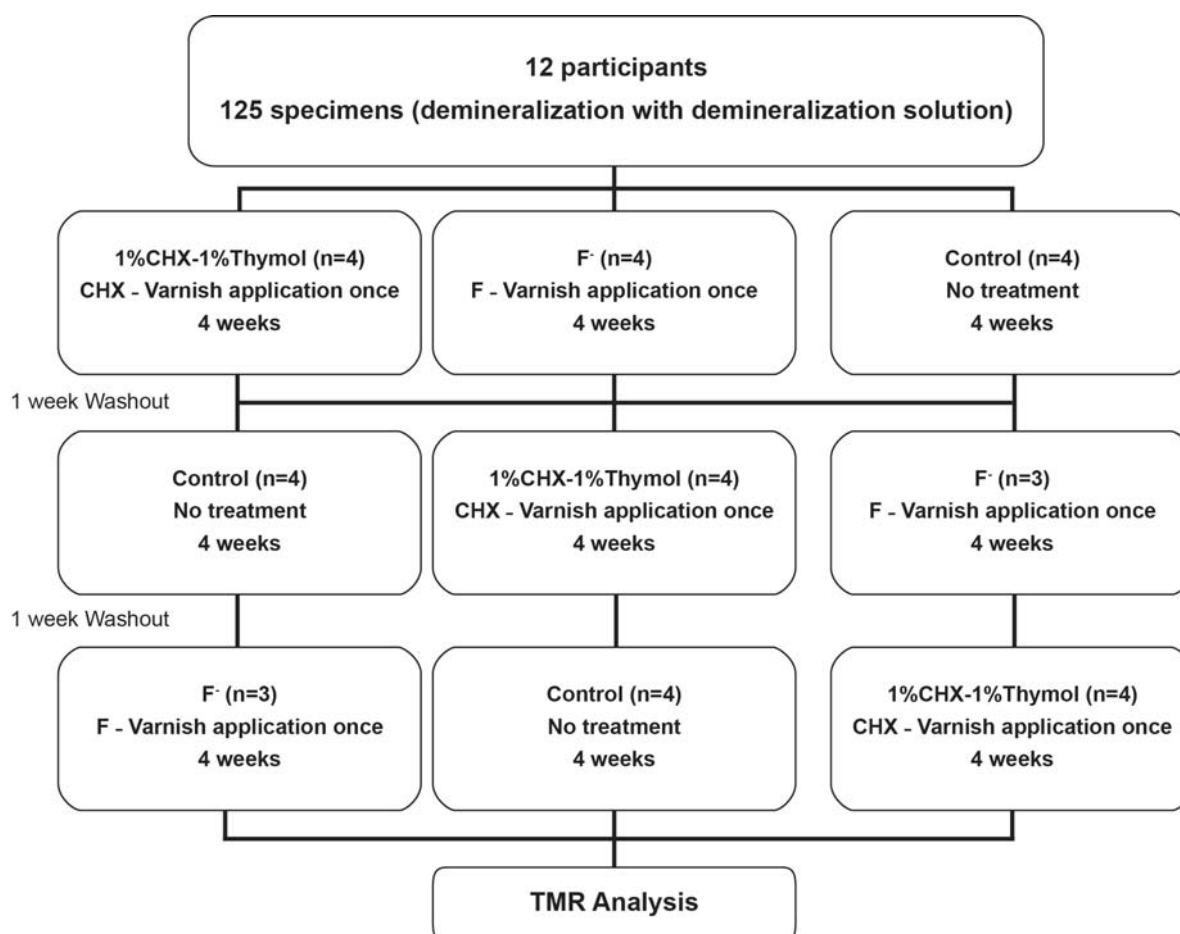 12 participants
125 specimens (demineralization with demineralization solution)
1%CHX-1%Thymol (n=4)
CHX - Varnish application once
4 weeks
F⁻ (n=4)
F - Varnish application once
4 weeks
Control (n=4)
No treatment
4 weeks
1 week Washout
Control (n=4)
No treatment
4 weeks
1%CHX-1%Thymol (n=4)
CHX - Varnish application once
4 weeks
F⁻ (n=3)
F - Varnish application once
4 weeks
1 week Washout
F⁻ (n=3)
F - Varnish application once
4 weeks
Control (n=4)
No treatment
4 weeks
1%CHX-1%Thymol (n=4)
CHX - Varnish application once
4 weeks
TMR Analysis